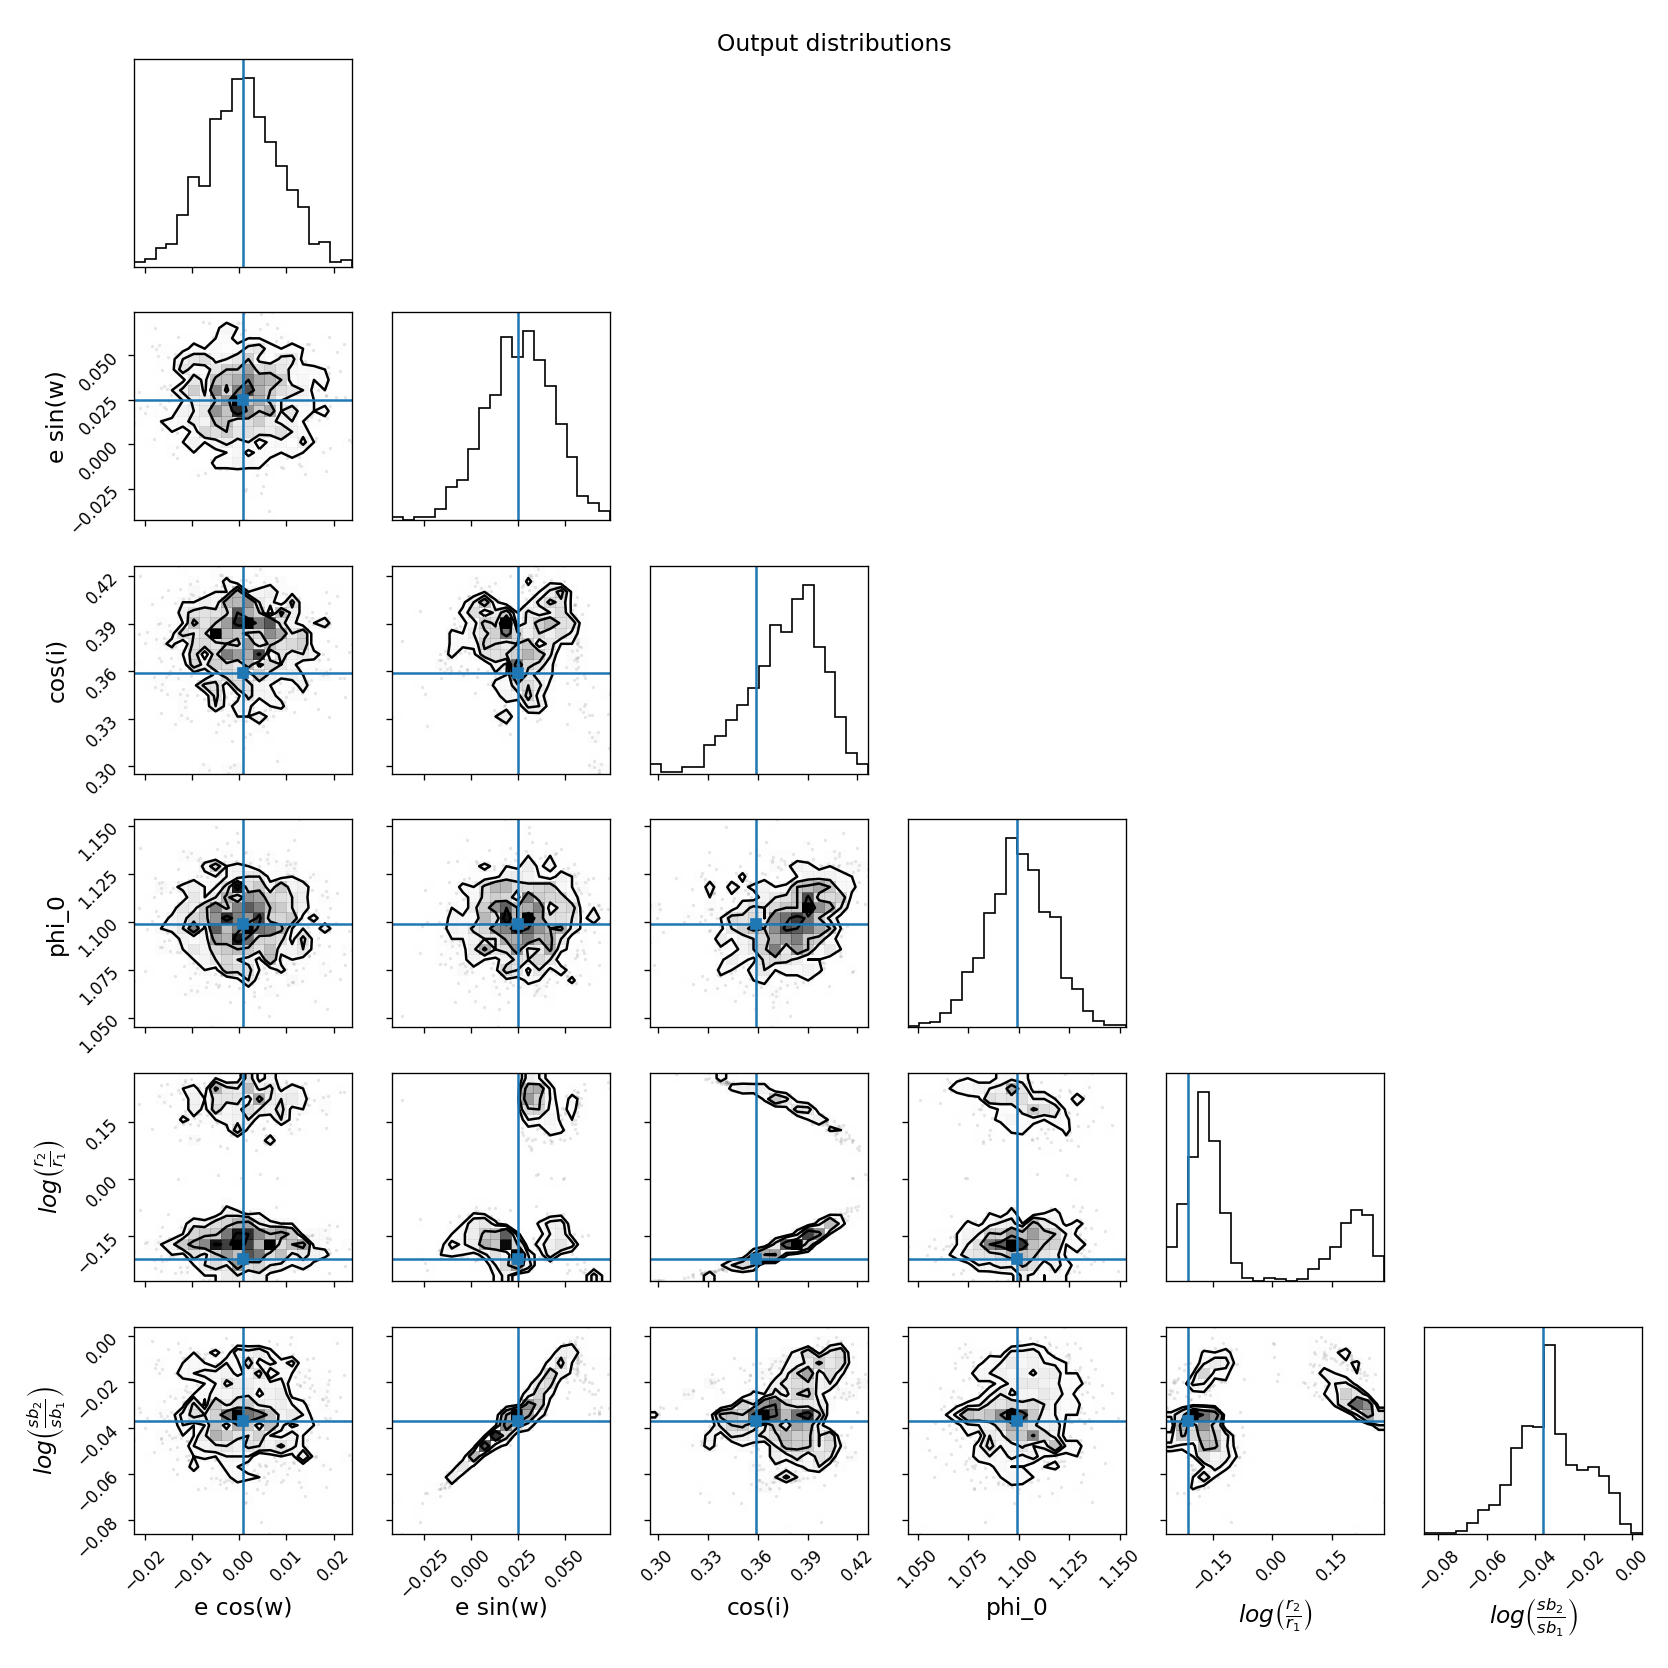 Output distributions
0.050
0.025
0.000
−0.025
e sin(w)
0.42
0.39
0.36
0.33
0.30
cos(i)
1.150
1.125
1.100
1.075
1.050
phi_0
0.15
0.00
−0.15
log(r2/r1)
0.00
−0.02
−0.04
−0.06
−0.08
log(sb2/sb1)
−0.02 −0.01 0.00 0.01 0.02
−0.025 0.000 0.025 0.050
0.30 0.33 0.36 0.39 0.42
1.050 1.075 1.100 1.125 1.150
−0.15 0.00 0.15
−0.08 −0.06 −0.04 −0.02 0.00
e cos(w)
e sin(w)
cos(i)
phi_0
log(r2/r1)
log(sb2/sb1)